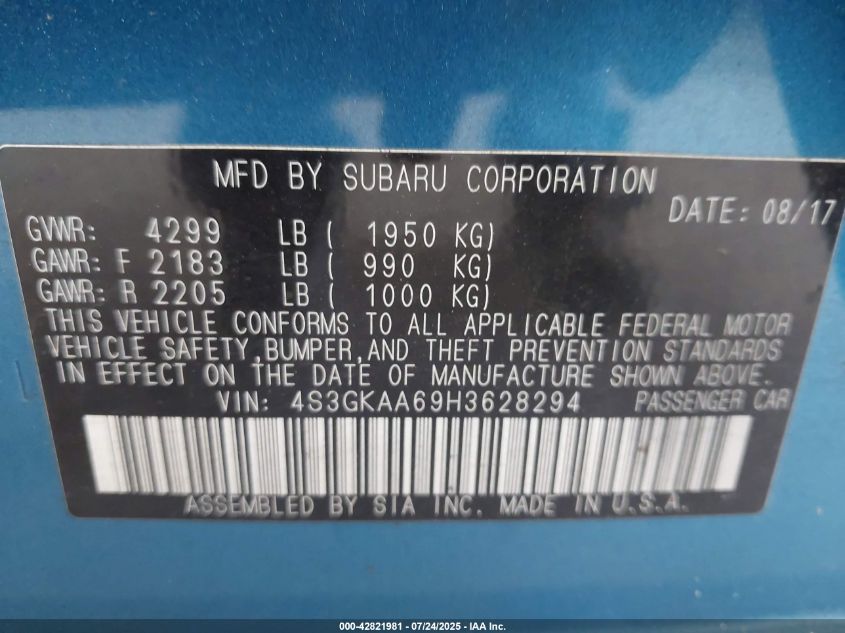 MFD BY SUBARU CORPORATION
DATE: 08/17
GVWR: 4299 LB ( 1950 KG)
GAWR: F 2183 LB ( 990 KG)
GAWR: R 2205 LB ( 1000 KG)
THIS VEHICLE CONFORMS TO ALL APPLICABLE FEDERAL MOTOR
VEHICLE SAFETY,BUMPER,AND THEFT PREVENTION STANDARDS
IN EFFECT ON THE DATE OF MANUFACTURE SHOWN ABOVE.
VIN: 4S3GKAA69H3628294 PASSENGER CAR
ASSEMBLED BY SIA INC. MADE IN U.S.A.
000-42821981 - 07/24/2025 - IAA Inc.